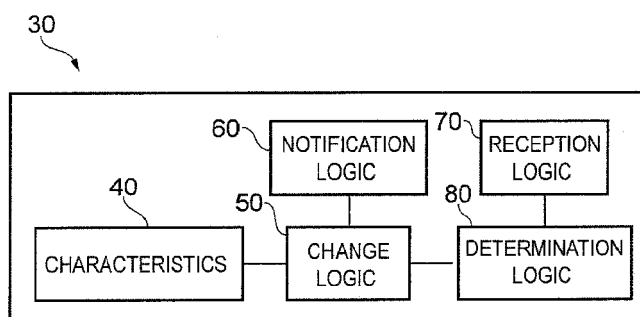 30
60
NOTIFICATION
LOGIC
70
RECEPTION
LOGIC
40
CHARACTERISTICS
50
CHANGE
LOGIC
80
DETERMINATION
LOGIC